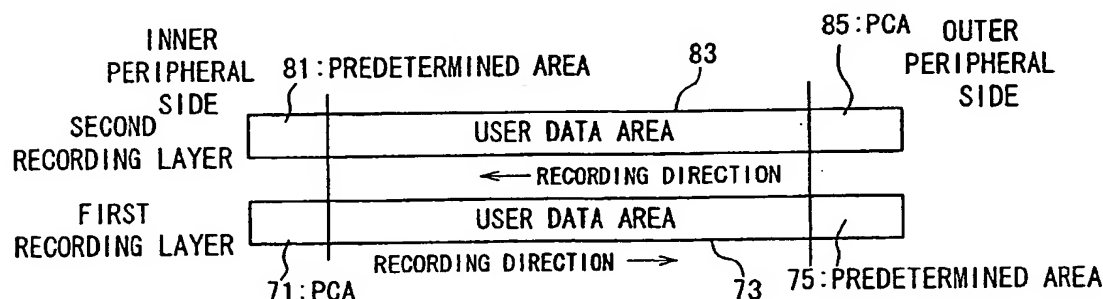 INNER
PERIPHERAL
SIDE
81:PREDETERMINED AREA
83
85:PCA
OUTER
PERIPHERAL
SIDE
SECOND
RECORDING LAYER
USER DATA AREA
← RECORDING DIRECTION
FIRST
RECORDING LAYER
USER DATA AREA
71:PCA
RECORDING DIRECTION →
73
75:PREDETERMINED AREA